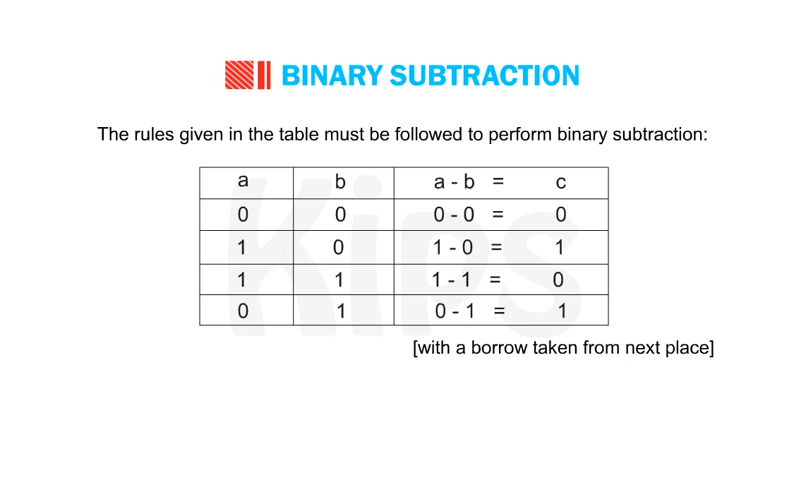 BINARY SUBTRACTION
The rules given in the table must be followed to perform binary subtraction:
a b a - b = c
0 0 0 - 0 = 0
1 0 1 - 0 = 1
1 1 1 - 1 = 0
0 1 0 - 1 = 1
[with a borrow taken from next place]
Kips